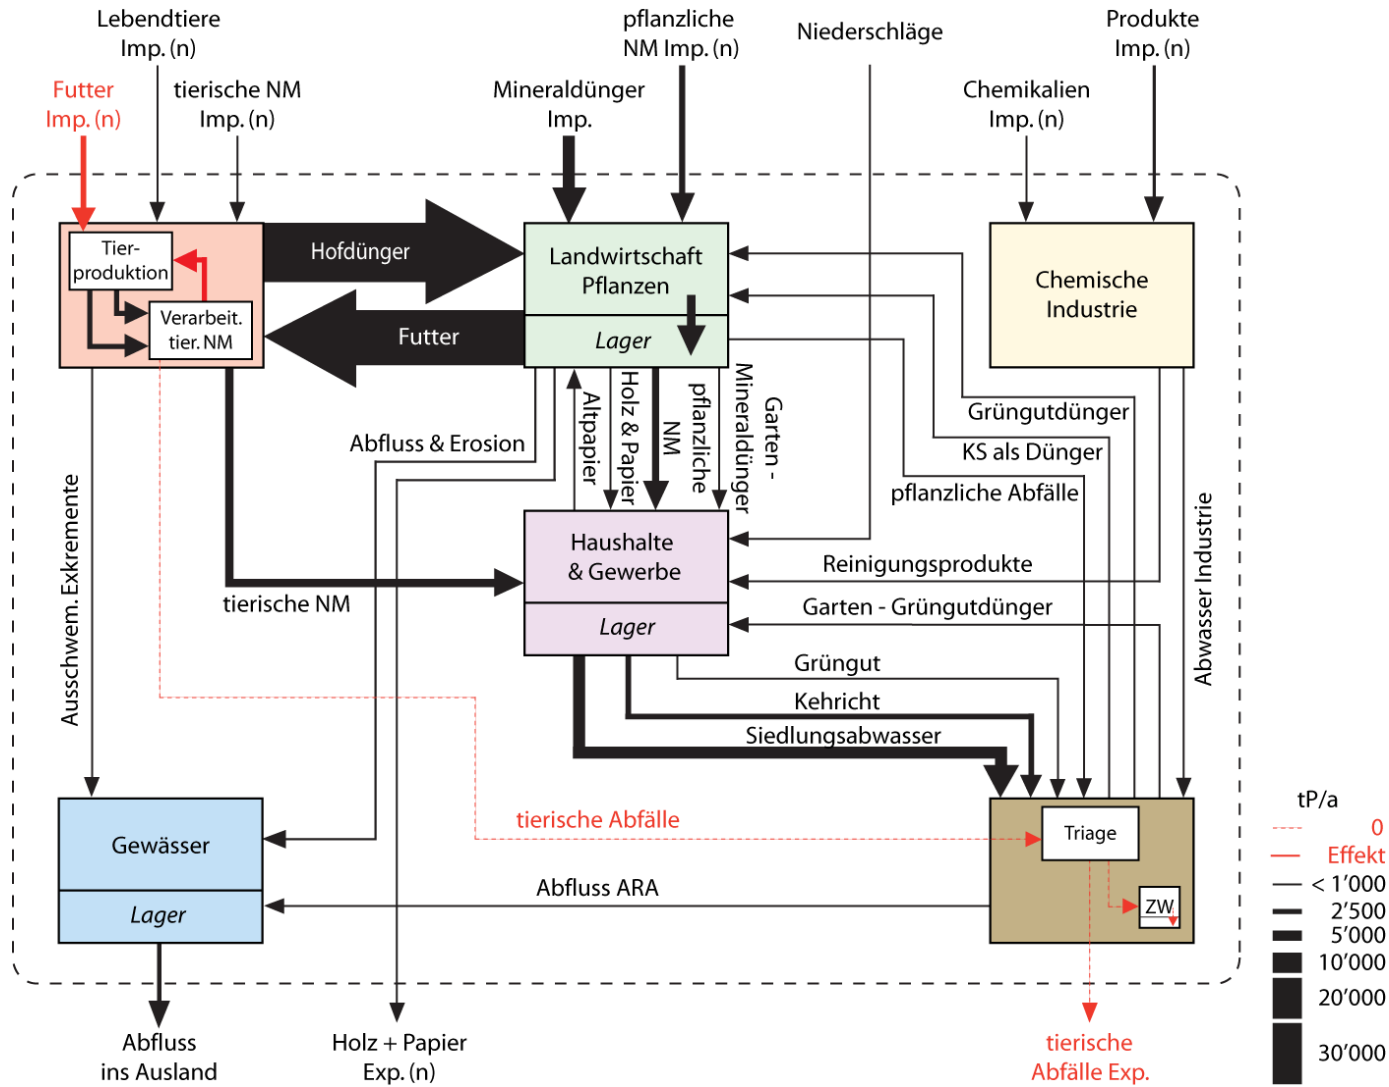 Lebendtiere
Imp. (n)
pflanzliche
NM Imp. (n)
Niederschläge
Produkte
Imp. (n)
Futter
Imp. (n)
tierische NM
Imp. (n)
Mineraldünger
Imp.
Chemikalien
Imp. (n)
Tier-
produktion
Verarbeit.
tier. NM
Hofdünger
Futter
Landwirtschaft
Pflanzen
Lager
Chemische
Industrie
Abfluss & Erosion
Altpapier
Holz & Papier
pflanzliche
NM
Garten -
Mineraldünger
Grüngutdünger
KS als Dünger
pflanzliche Abfälle
Ausschwem. Exkremente
tierische NM
Haushalte
& Gewerbe
Lager
Reinigungsprodukte
Garten - Grüngutdünger
Abwasser Industrie
Grüngut
Kehricht
Siedlungsabwasser
tierische Abfälle
Gewässer
Lager
Abfluss ARA
Triage
ZW
Abfluss
ins Ausland
Holz + Papier
Exp. (n)
tierische
Abfälle Exp.
tP/a
0
Effekt
< 1’000
2’500
5’000
10’000
20’000
30’000